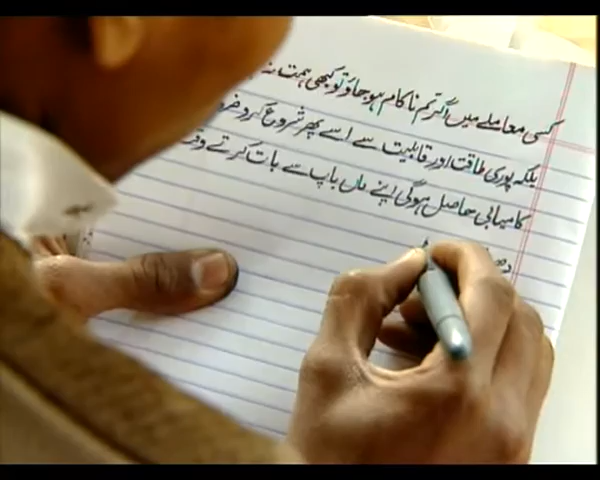 کسی معاملے میں اگر تم ناکام ہو جاؤ تو کبھی ہمت نہ
بلکہ پوری طاقت اور قابلیت سے اسے پھر شروع کرو
کامیابی حاصل ہوگی اپنے ماں باپ سے بات کرتے وقت